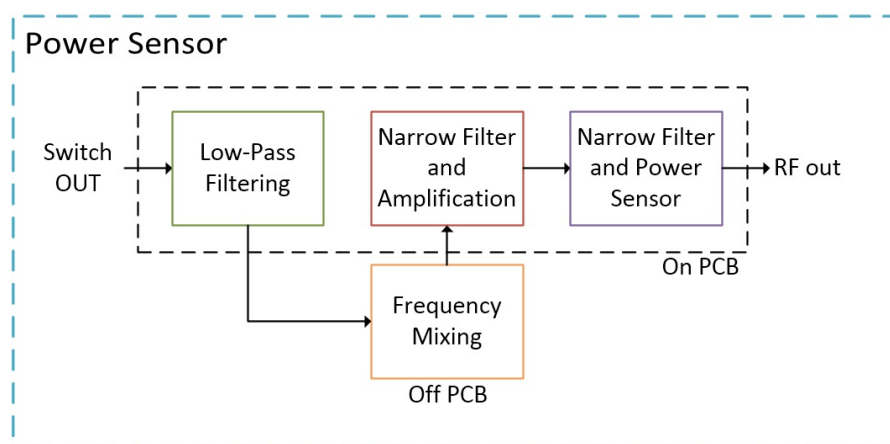 Power Sensor
Switch
OUT
Low-Pass
Filtering
Narrow Filter
and
Amplification
Narrow Filter
and Power
Sensor
RF out
On PCB
Frequency
Mixing
Off PCB